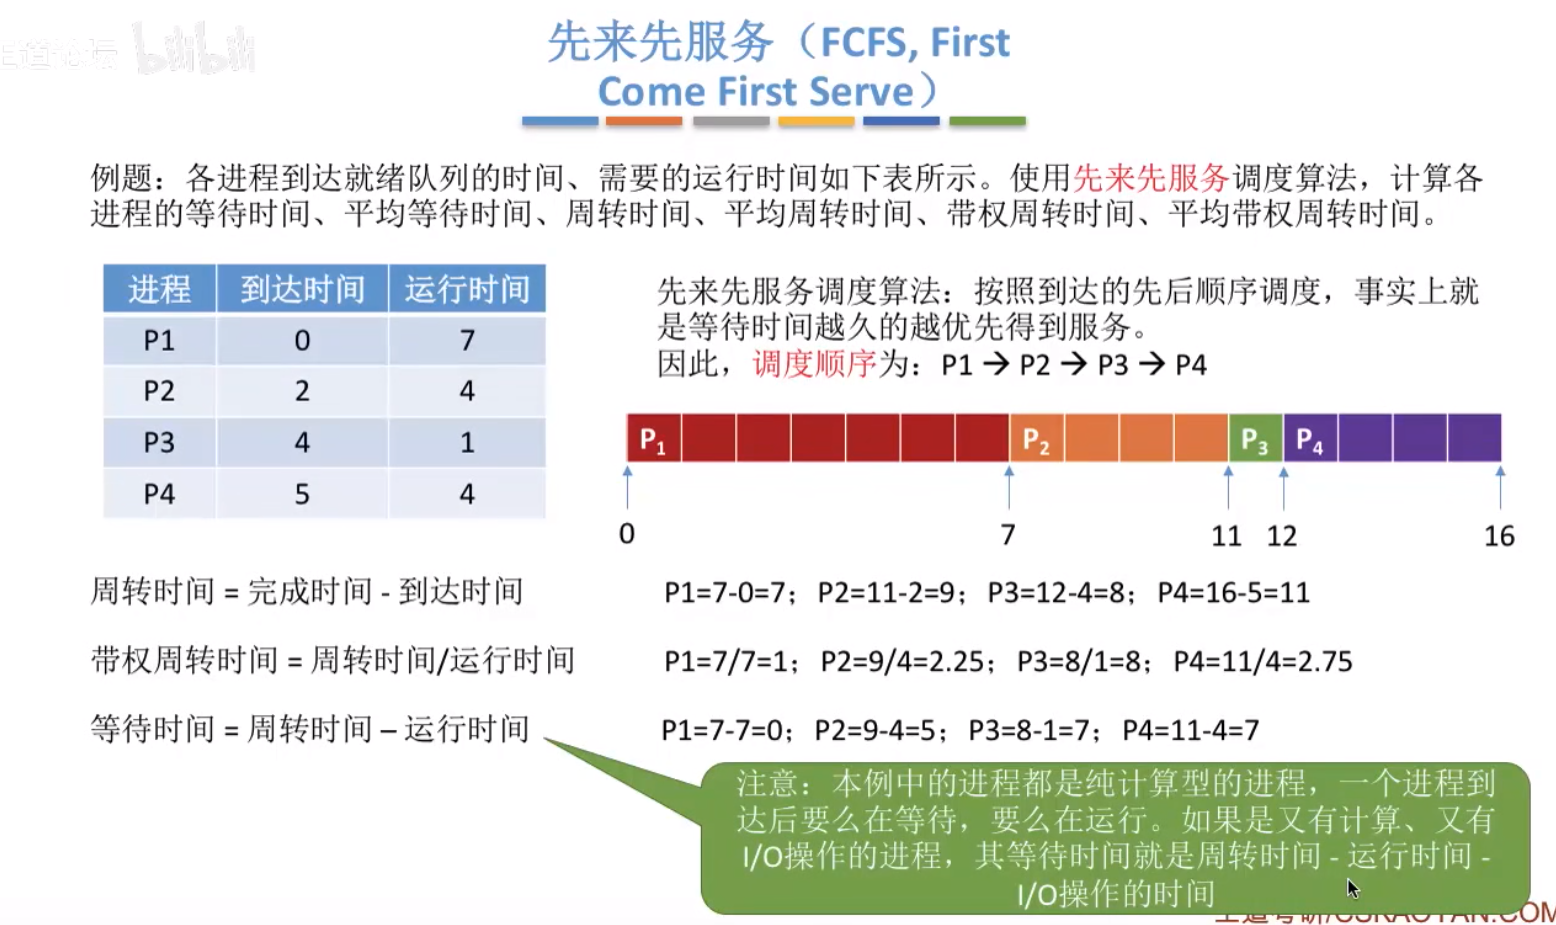 bilibili
先来先服务（FCFS, First
Come First Serve）
例题：各进程到达就绪队列的时间、需要的运行时间如下表所示。使用先来先服务调度算法，计算各
进程的等待时间、平均等待时间、周转时间、平均周转时间、带权周转时间、平均带权周转时间。
进程 到达时间 运行时间
P1 0 7
P2 2 4
P3 4 1
P4 5 4
先来先服务调度算法：按照到达的先后顺序调度，事实上就
是等待时间越久的越优先得到服务。
因此，调度顺序为：P1 → P2 → P3 → P4
P1 P2 P3 P4
0 7 11 12 16
周转时间 = 完成时间 - 到达时间
P1=7-0=7；P2=11-2=9；P3=12-4=8；P4=16-5=11
带权周转时间 = 周转时间/运行时间
P1=7/7=1；P2=9/4=2.25；P3=8/1=8；P4=11/4=2.75
等待时间 = 周转时间 – 运行时间
P1=7-7=0；P2=9-4=5；P3=8-1=7；P4=11-4=7
注意：本例中的进程都是纯计算型的进程，一个进程到
达后要么在等待，要么在运行。如果是又有计算、又有
I/O操作的进程，其等待时间就是周转时间 - 运行时间 -
I/O操作的时间